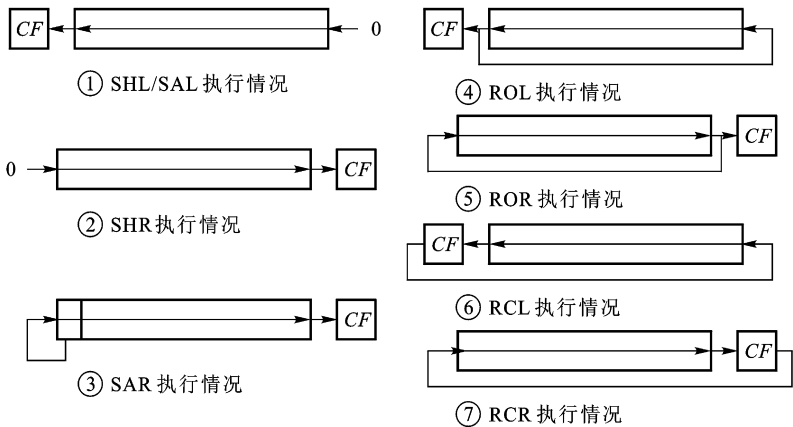 CF 0
① SHL/SAL 执行情况
0 CF
② SHR执行情况
CF
③ SAR 执行情况
CF
④ ROL 执行情况
CF
⑤ ROR 执行情况
CF
⑥ RCL 执行情况
CF
⑦ RCR 执行情况